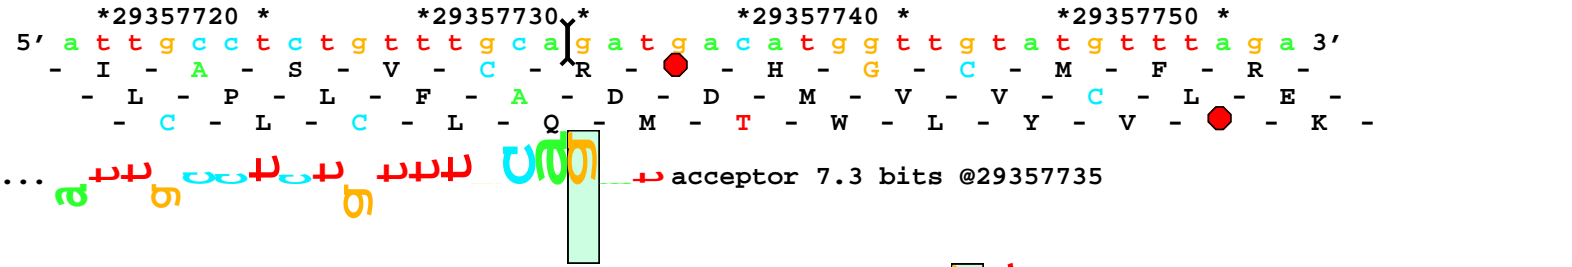 *29357720 * *29357730 * *29357740 * *29357750 *
5' a t t g c c t c t g t t t g c a g a t g a c a t g g t t g t a t g t t t a g a 3'
- I - A - S - V - C - R - - H - G - C - M - F - R -
- L - P - L - F - A - D - D - M - V - V - C - L - E -
- C - L - C - L - Q - M - T - W - L - Y - V - - K -
... a t t g c c t c t g t t t c a g t acceptor 7.3 bits @29357735